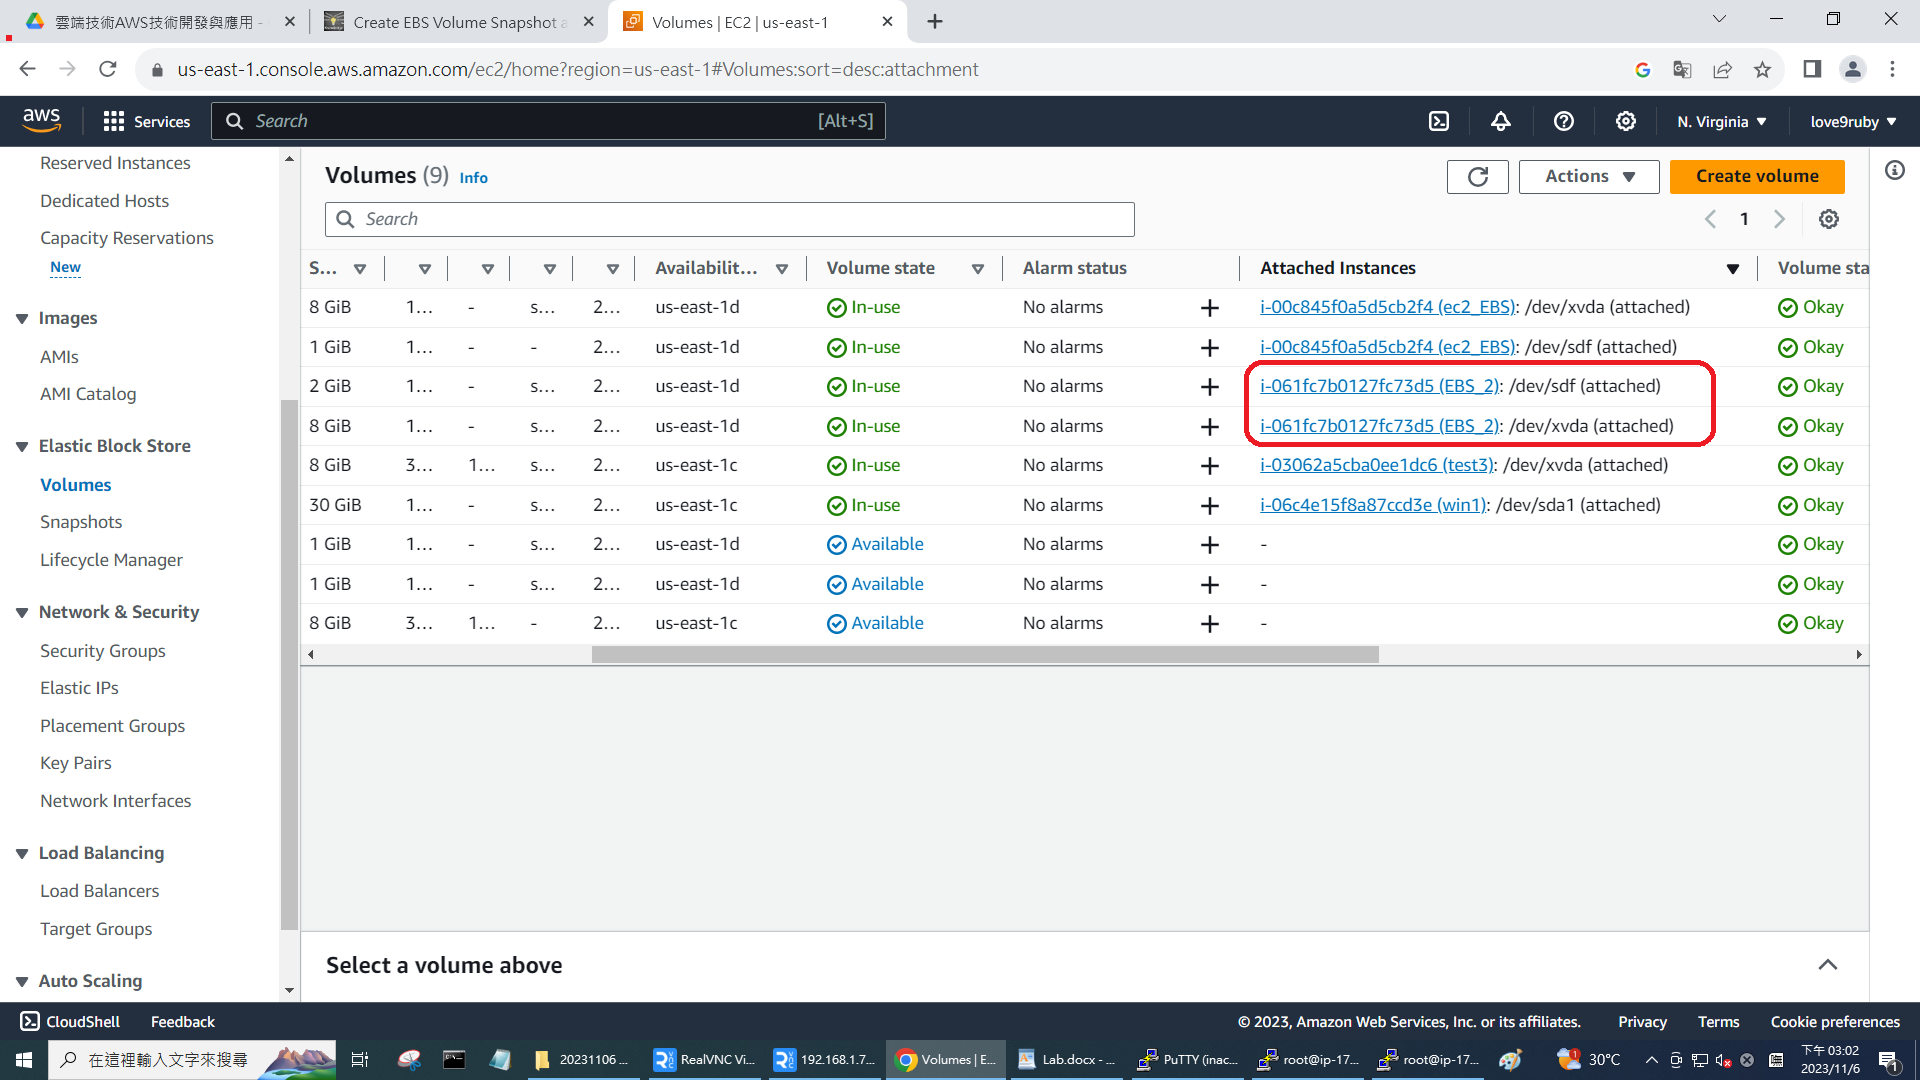 雲端技術AWS技術開發與應用 -
Create EBS Volume Snapshot a
Volumes | EC2 | us-east-1
us-east-1.console.aws.amazon.com/ec2/home?region=us-east-1#Volumes:sort=desc:attachment
aws
Services
Search
[Alt+S]
N. Virginia
love9ruby
Reserved Instances
Dedicated Hosts
Capacity Reservations
New
Images
AMIs
AMI Catalog
Elastic Block Store
Volumes
Snapshots
Lifecycle Manager
Network & Security
Security Groups
Elastic IPs
Placement Groups
Key Pairs
Network Interfaces
Load Balancing
Load Balancers
Target Groups
Auto Scaling
Volumes (9) Info
Actions
Create volume
Search
1
S... Availabilit... Volume state Alarm status Attached Instances Volume sta
8 GiB 1... - s... 2... us-east-1d In-use No alarms + i-00c845f0a5d5cb2f4 (ec2_EBS): /dev/xvda (attached) Okay
1 GiB 1... - - 2... us-east-1d In-use No alarms + i-00c845f0a5d5cb2f4 (ec2_EBS): /dev/sdf (attached) Okay
2 GiB 1... - s... 2... us-east-1d In-use No alarms + i-061fc7b0127fc73d5 (EBS_2): /dev/sdf (attached) Okay
8 GiB 1... - s... 2... us-east-1d In-use No alarms + i-061fc7b0127fc73d5 (EBS_2): /dev/xvda (attached) Okay
8 GiB 3... 1... s... 2... us-east-1c In-use No alarms + i-03062a5cba0ee1dc6 (test3): /dev/xvda (attached) Okay
30 GiB 1... - s... 2... us-east-1c In-use No alarms + i-06c4e15f8a87ccd3e (win1): /dev/sda1 (attached) Okay
1 GiB 1... - s... 2... us-east-1d Available No alarms + - Okay
1 GiB 1... - s... 2... us-east-1d Available No alarms + - Okay
8 GiB 3... 1... - 2... us-east-1c Available No alarms + - Okay
Select a volume above
CloudShell Feedback © 2023, Amazon Web Services, Inc. or its affiliates. Privacy Terms Cookie preferences
在這裡輸入文字來搜尋
20231106 ...
RealVNC Vi...
192.168.1.7...
Volumes | E...
Lab.docx - ...
PuTTY (inac...
root@ip-17...
root@ip-17...
1
30°C
下午 03:02
2023/11/6
1